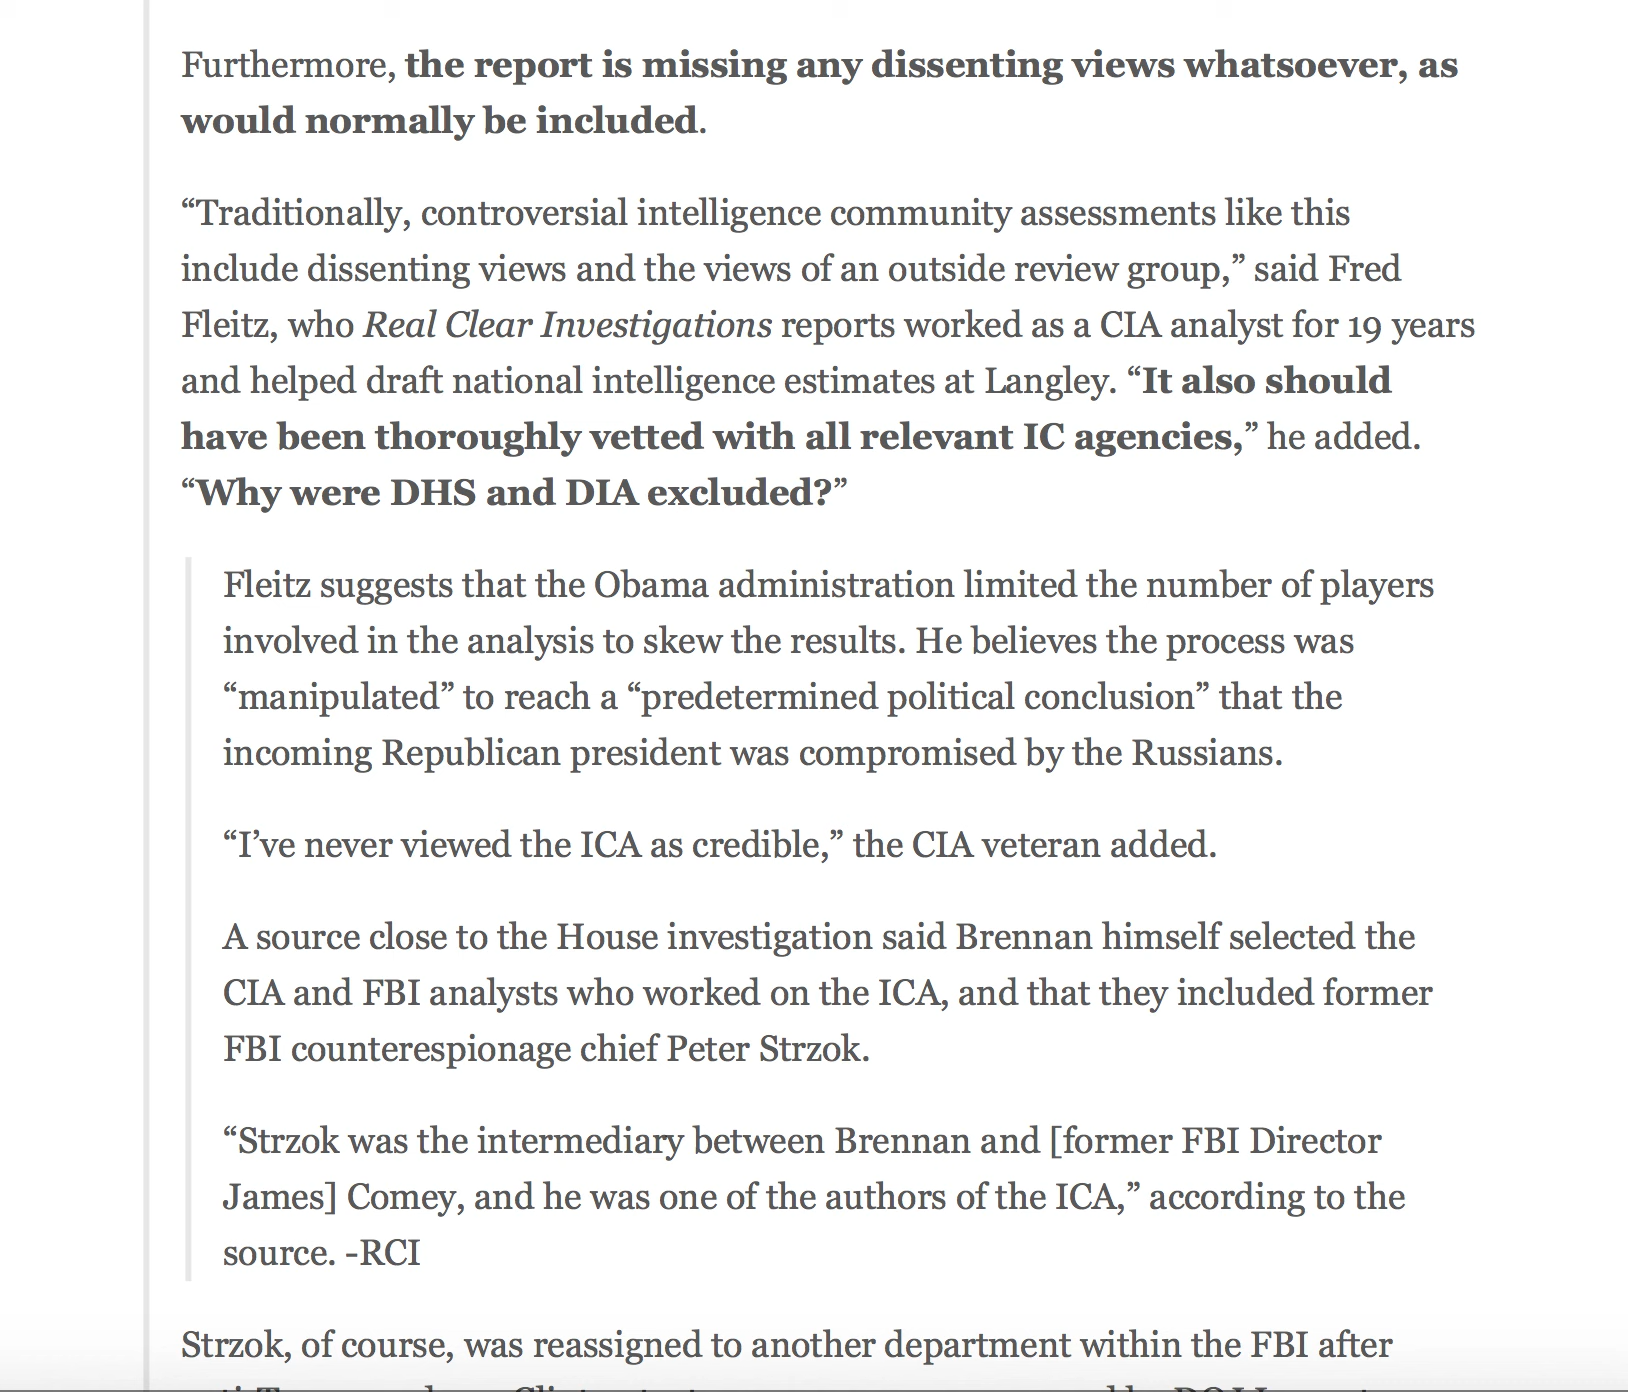 Furthermore, the report is missing any dissenting views whatsoever, as
would normally be included.
“Traditionally, controversial intelligence community assessments like this
include dissenting views and the views of an outside review group,” said Fred
Fleitz, who Real Clear Investigations reports worked as a CIA analyst for 19 years
and helped draft national intelligence estimates at Langley. “It also should
have been thoroughly vetted with all relevant IC agencies,” he added.
“Why were DHS and DIA excluded?”
Fleitz suggests that the Obama administration limited the number of players
involved in the analysis to skew the results. He believes the process was
“manipulated” to reach a “predetermined political conclusion” that the
incoming Republican president was compromised by the Russians.
“I’ve never viewed the ICA as credible,” the CIA veteran added.
A source close to the House investigation said Brennan himself selected the
CIA and FBI analysts who worked on the ICA, and that they included former
FBI counterespionage chief Peter Strzok.
“Strzok was the intermediary between Brennan and [former FBI Director
James] Comey, and he was one of the authors of the ICA,” according to the
source. -RCI
Strzok, of course, was reassigned to another department within the FBI after